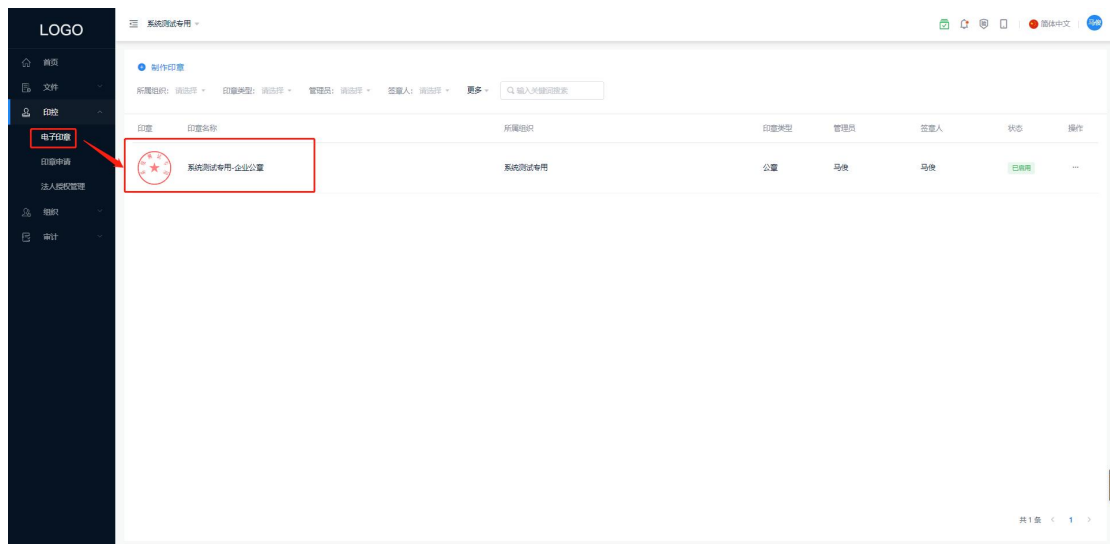 LOGO
系统测试专用
简体中文
马俊
首页
文件
印控
电子印章
印章申请
法人授权管理
组织
审计
制作印章
所属组织: 请选择 印章类型: 请选择 管理员: 请选择 签章人: 请选择 更多 输入关键词搜索
印章 印章名称 所属组织 印章类型 管理员 签章人 状态 操作
系统测试专用-企业公章 系统测试专用 公章 马俊 马俊 已启用 ...
共1条 < 1 >